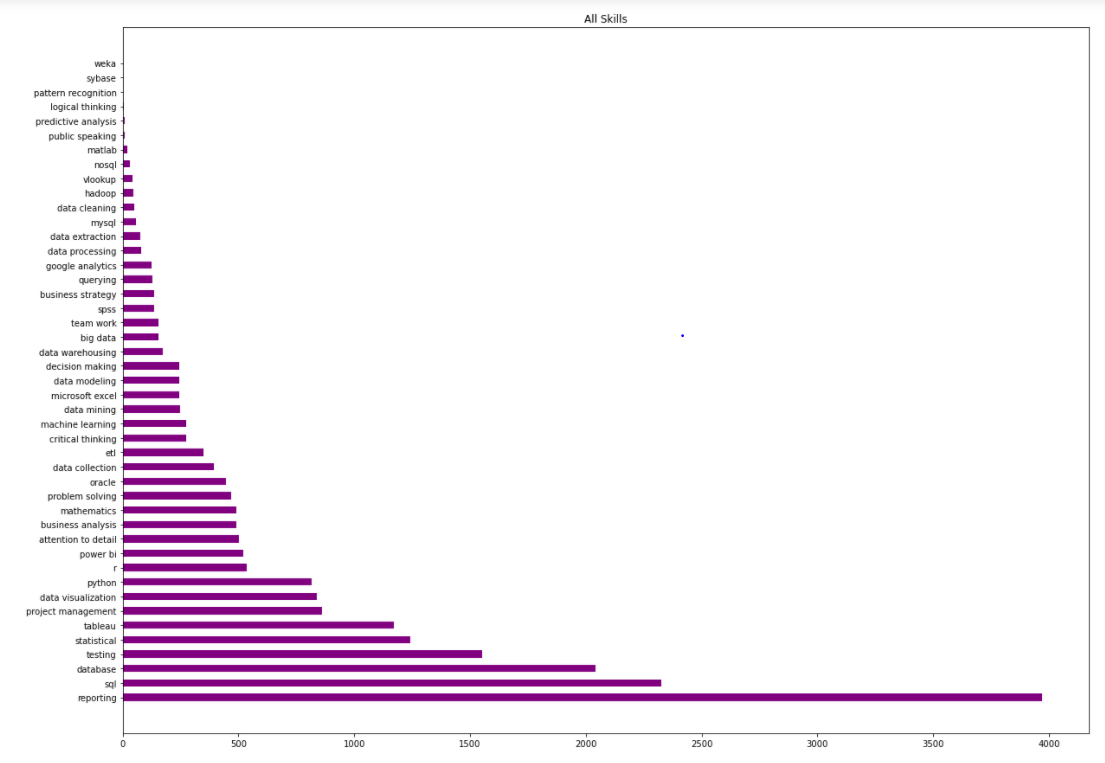 All Skills
weka
sybase
pattern recognition
logical thinking
predictive analysis
public speaking
matlab
nosql
vlookup
hadoop
data cleaning
mysql
data extraction
data processing
google analytics
querying
business strategy
spss
team work
big data
data warehousing
decision making
data modeling
microsoft excel
data mining
machine learning
critical thinking
etl
data collection
oracle
problem solving
mathematics
business analysis
attention to detail
power bi
r
python
data visualization
project management
tableau
statistical
testing
database
sql
reporting
0 500 1000 1500 2000 2500 3000 3500 4000